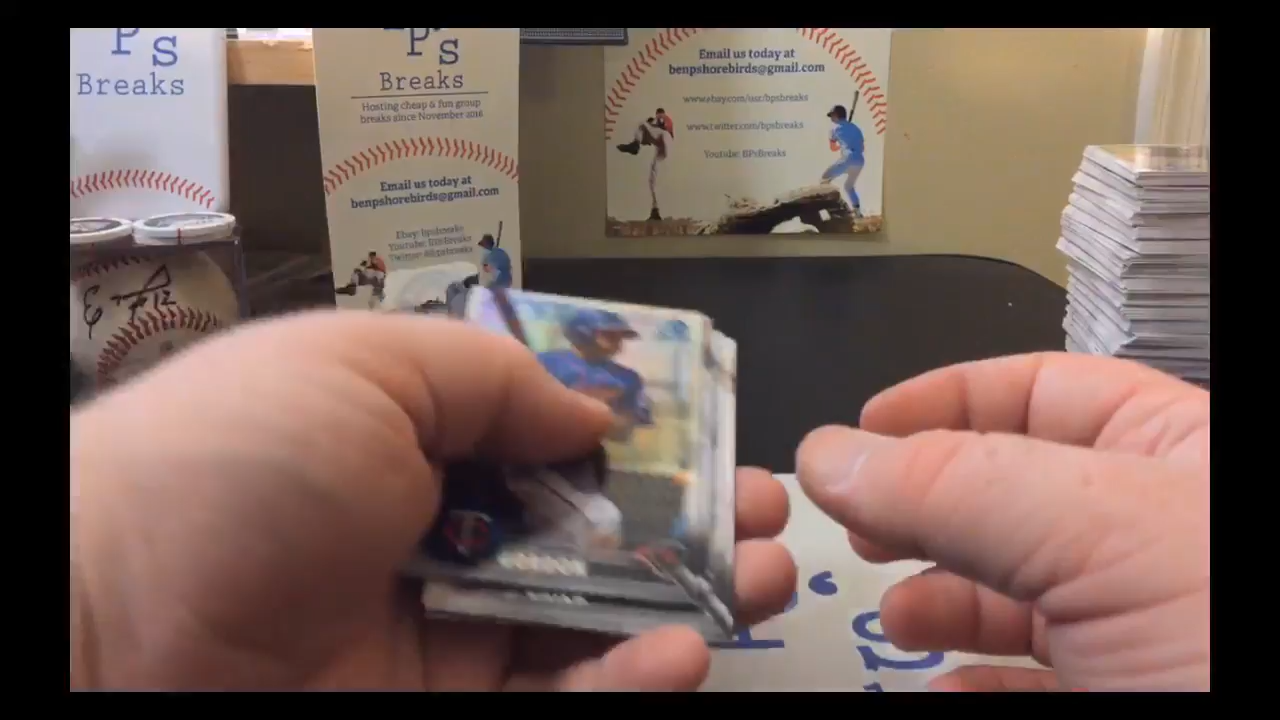 Ps
Breaks
Ps
Breaks
Hosting cheap & fun group
breaks since November 2016
Email us today at
benpshorebirds@gmail.com
Ebay: bpsbreaks
Youtube: BPsBreaks
Twitter: @bpsbreaks
Email us today at
benpshorebirds@gmail.com
www.ebay.com/usr/bpsbreaks
www.twitter.com/bpsbreaks
Youtube: BPsBreaks